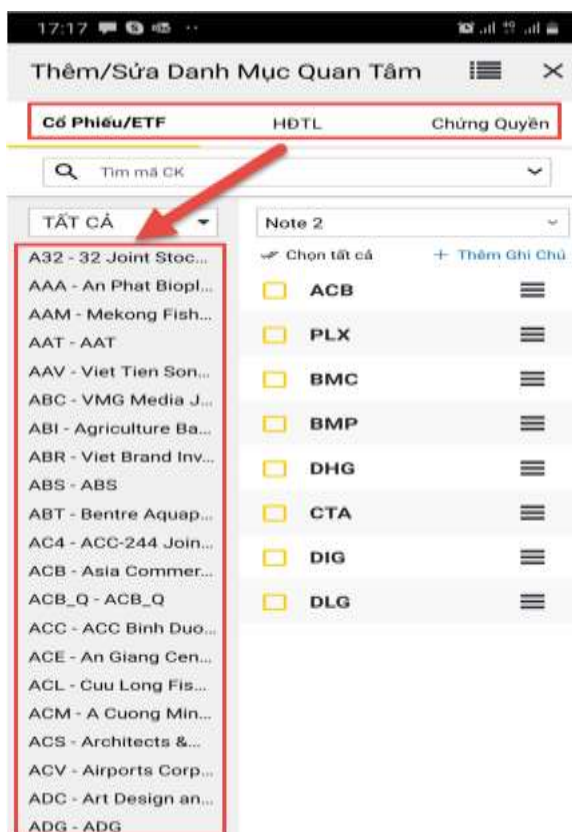 17:17
Thêm/Sửa Danh Mục Quan Tâm
Cổ Phiếu/ETF HĐTL Chứng Quyền
Tìm mã CK
TẤT CẢ
A32 - 32 Joint Stoc...
AAA - An Phat Biopl...
AAM - Mekong Fish...
AAT - AAT
AAV - Viet Tien Son...
ABC - VMG Media J...
ABI - Agriculture Ba...
ABR - Viet Brand Inv...
ABS - ABS
ABT - Bentre Aquap...
AC4 - ACC-244 Join...
ACB - Asia Commer...
ACB_Q - ACB_Q
ACC - ACC Binh Duo...
ACE - An Giang Cen...
ACL - Cuu Long Fis...
ACM - A Cuong Min...
ACS - Architects &...
ACV - Airports Corp...
ADC - Art Design an...
ADG - ADG
Note 2
Chọn tất cả + Thêm Ghi Chú
ACB
PLX
BMC
BMP
DHG
CTA
DIG
DLG